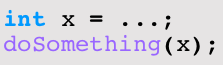 int x = ...;
doSomething(x);